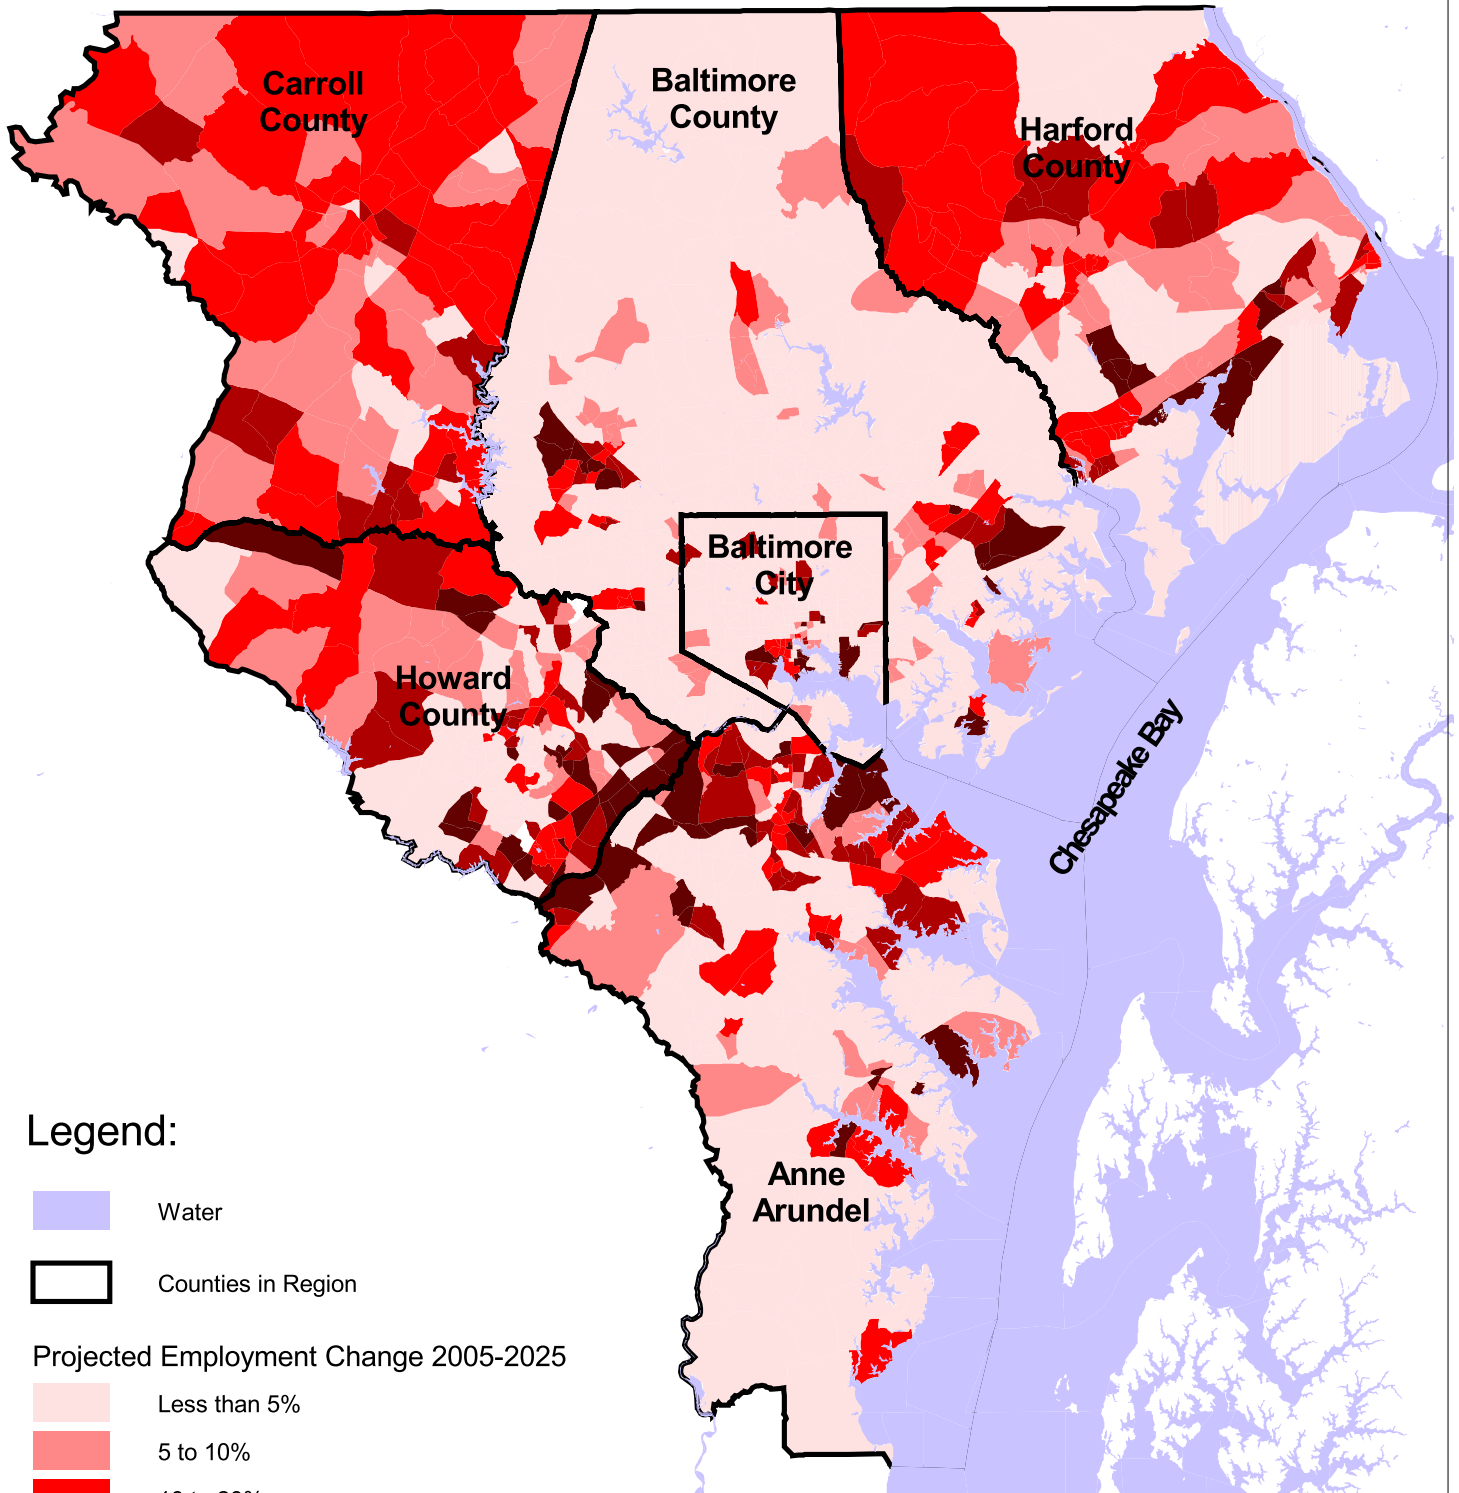 Carroll
County
Baltimore
County
Harford
County
Baltimore
City
Howard
County
Chesapeake Bay
Anne
Arundel
Legend:
Water
Counties in Region
Projected Employment Change 2005-2025
Less than 5%
5 to 10%